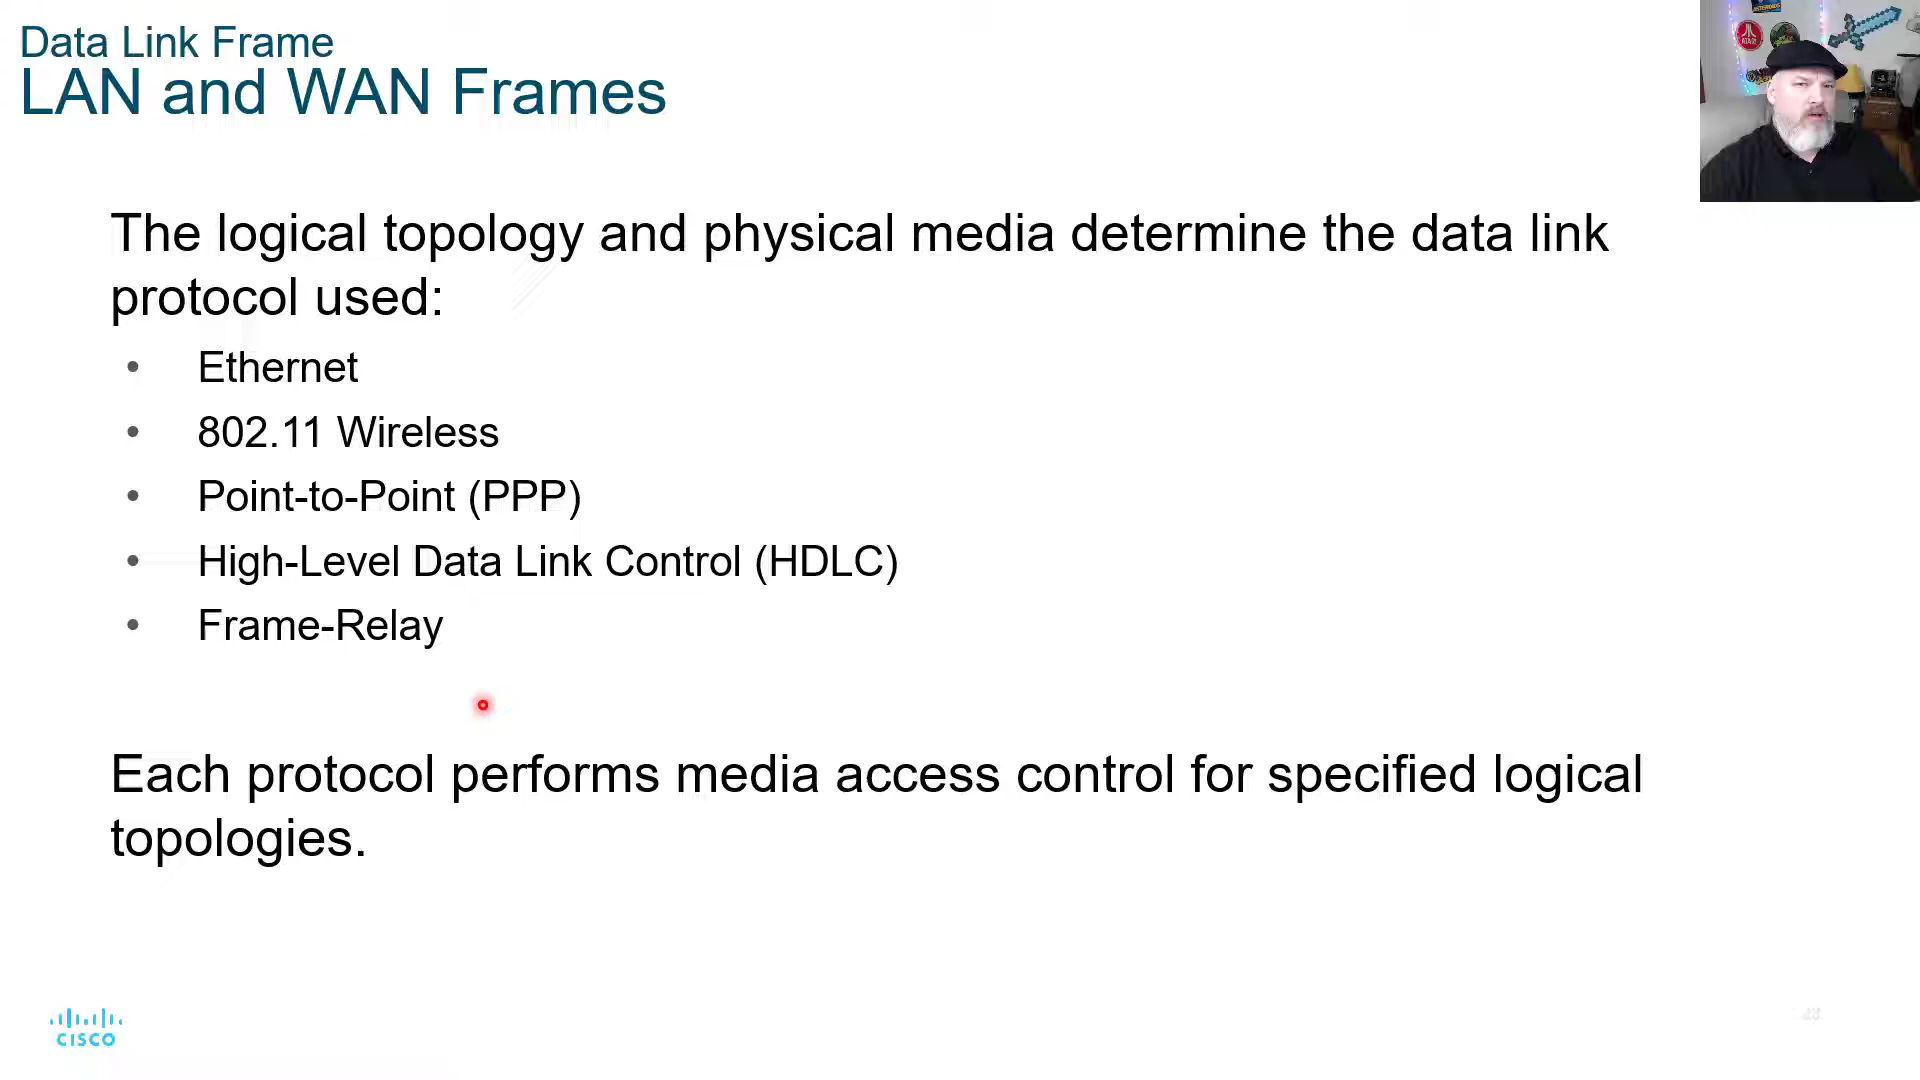 Data Link Frame
LAN and WAN Frames
The logical topology and physical media determine the data link
protocol used:
• Ethernet
• 802.11 Wireless
• Point-to-Point (PPP)
• High-Level Data Link Control (HDLC)
• Frame-Relay
Each protocol performs media access control for specified logical
topologies.
CISCO
23
ATARI